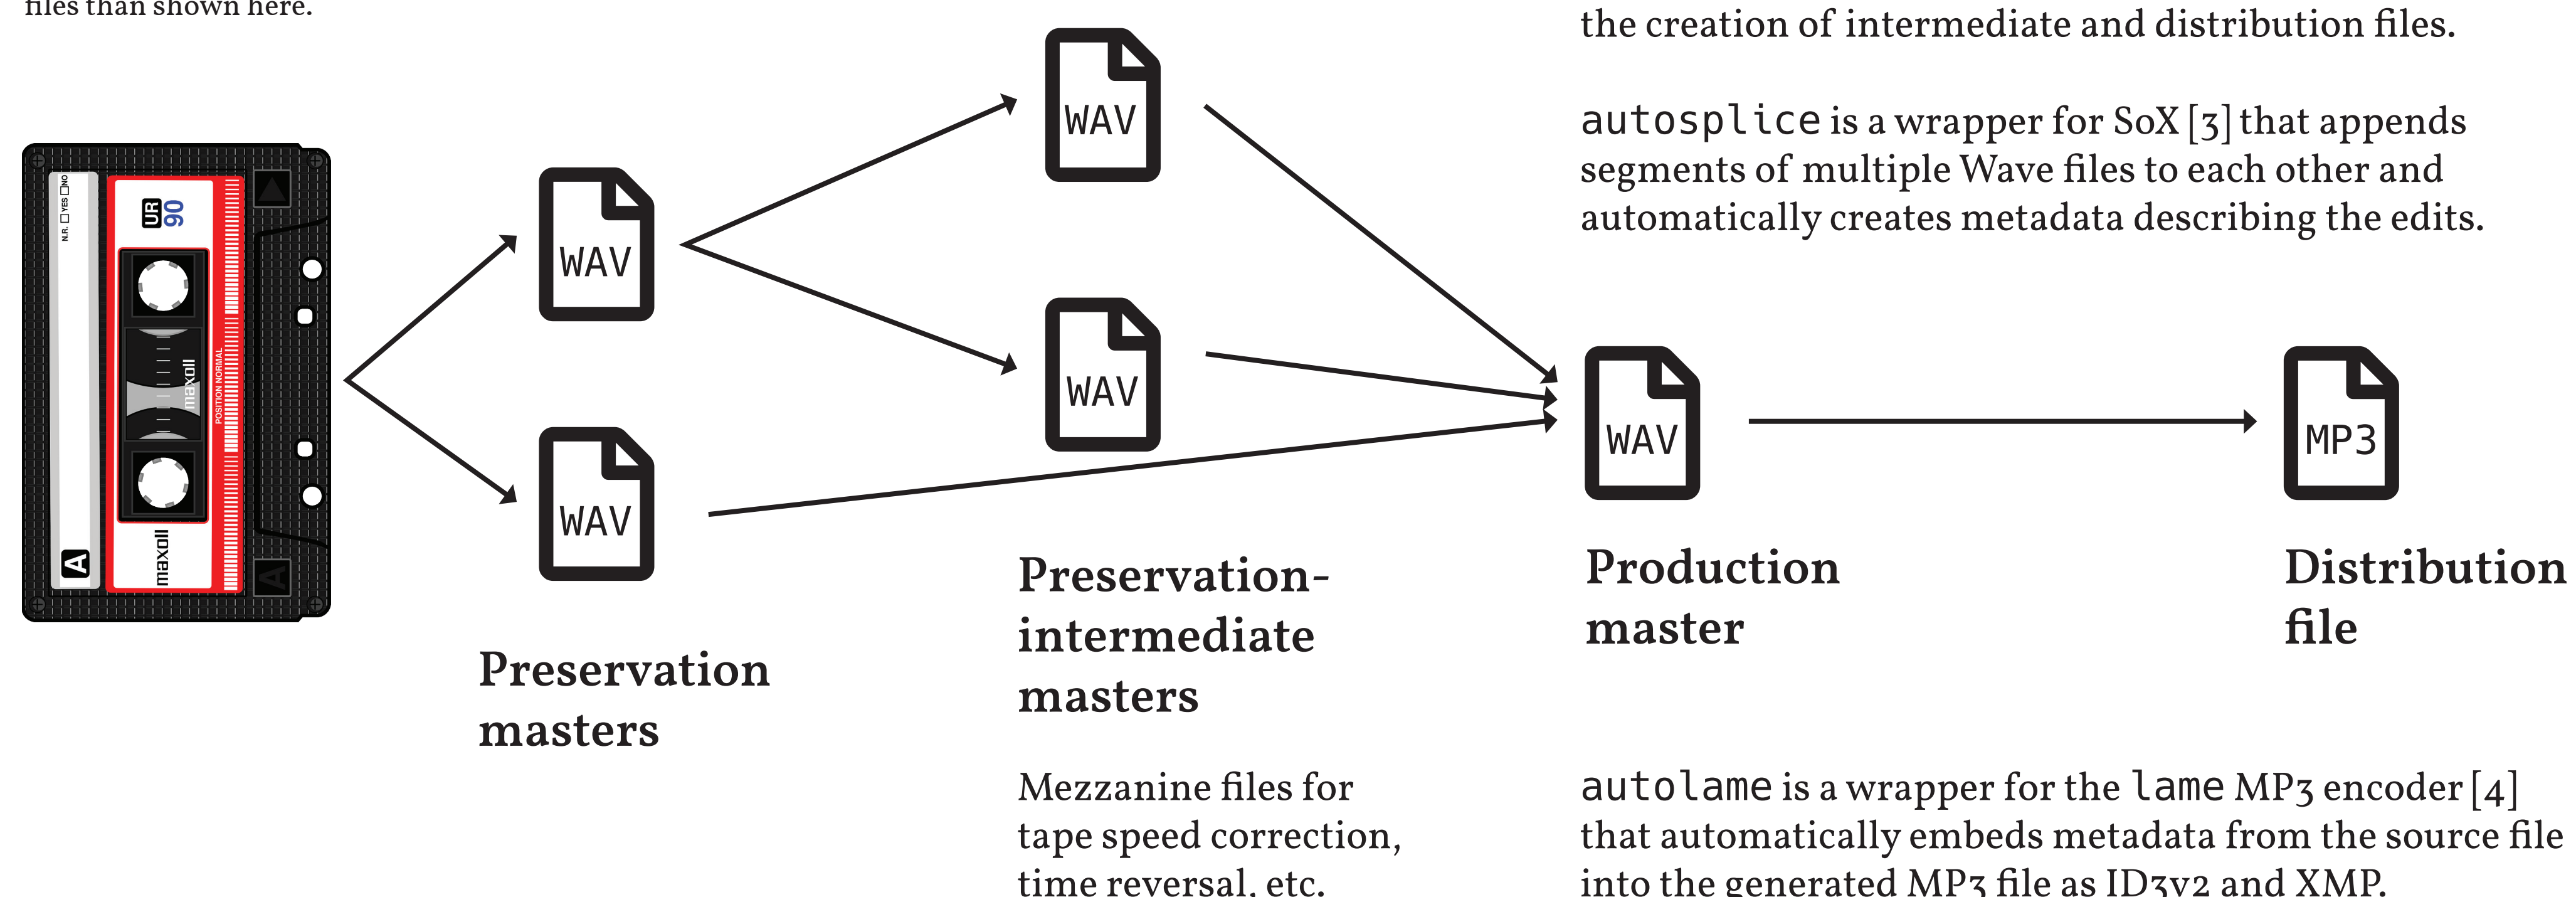 files than shown here.
N.R. YES NO
UR
90
maxoll
POSITION NORMAL
A
maxoll
A
WAV
WAV
Preservation
masters
WAV
WAV
Preservation-
intermediate
masters
Mezzanine files for
tape speed correction,
time reversal, etc.
the creation of intermediate and distribution files.
autosplice is a wrapper for SoX [3] that appends
segments of multiple Wave files to each other and
automatically creates metadata describing the edits.
WAV
Production
master
MP3
Distribution
file
autolame is a wrapper for the lame MP3 encoder [4]
that automatically embeds metadata from the source file
into the generated MP3 file as ID3v2 and XMP.